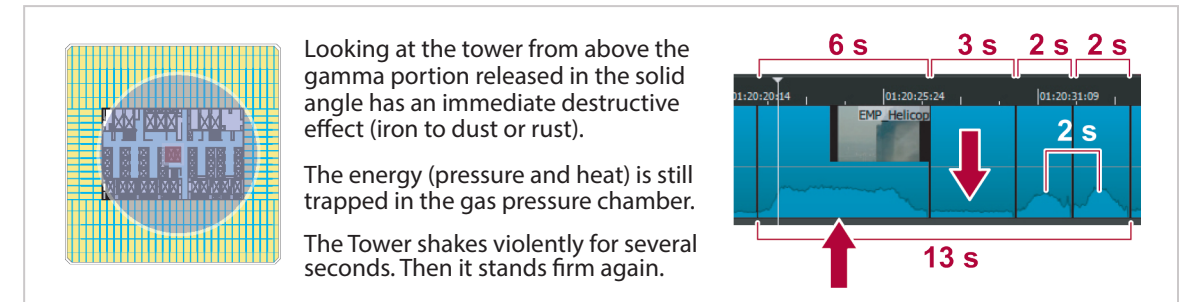 Looking at the tower from above the
gamma portion released in the solid
angle has an immediate destructive
effect (iron to dust or rust).
The energy (pressure and heat) is still
trapped in the gas pressure chamber.
The Tower shakes violently for several
seconds. Then it stands firm again.
6 s 3 s 2 s 2 s
01:20:20:14 01:20:25:24 01:20:31:09
EMP_Helicop
2 s
13 s